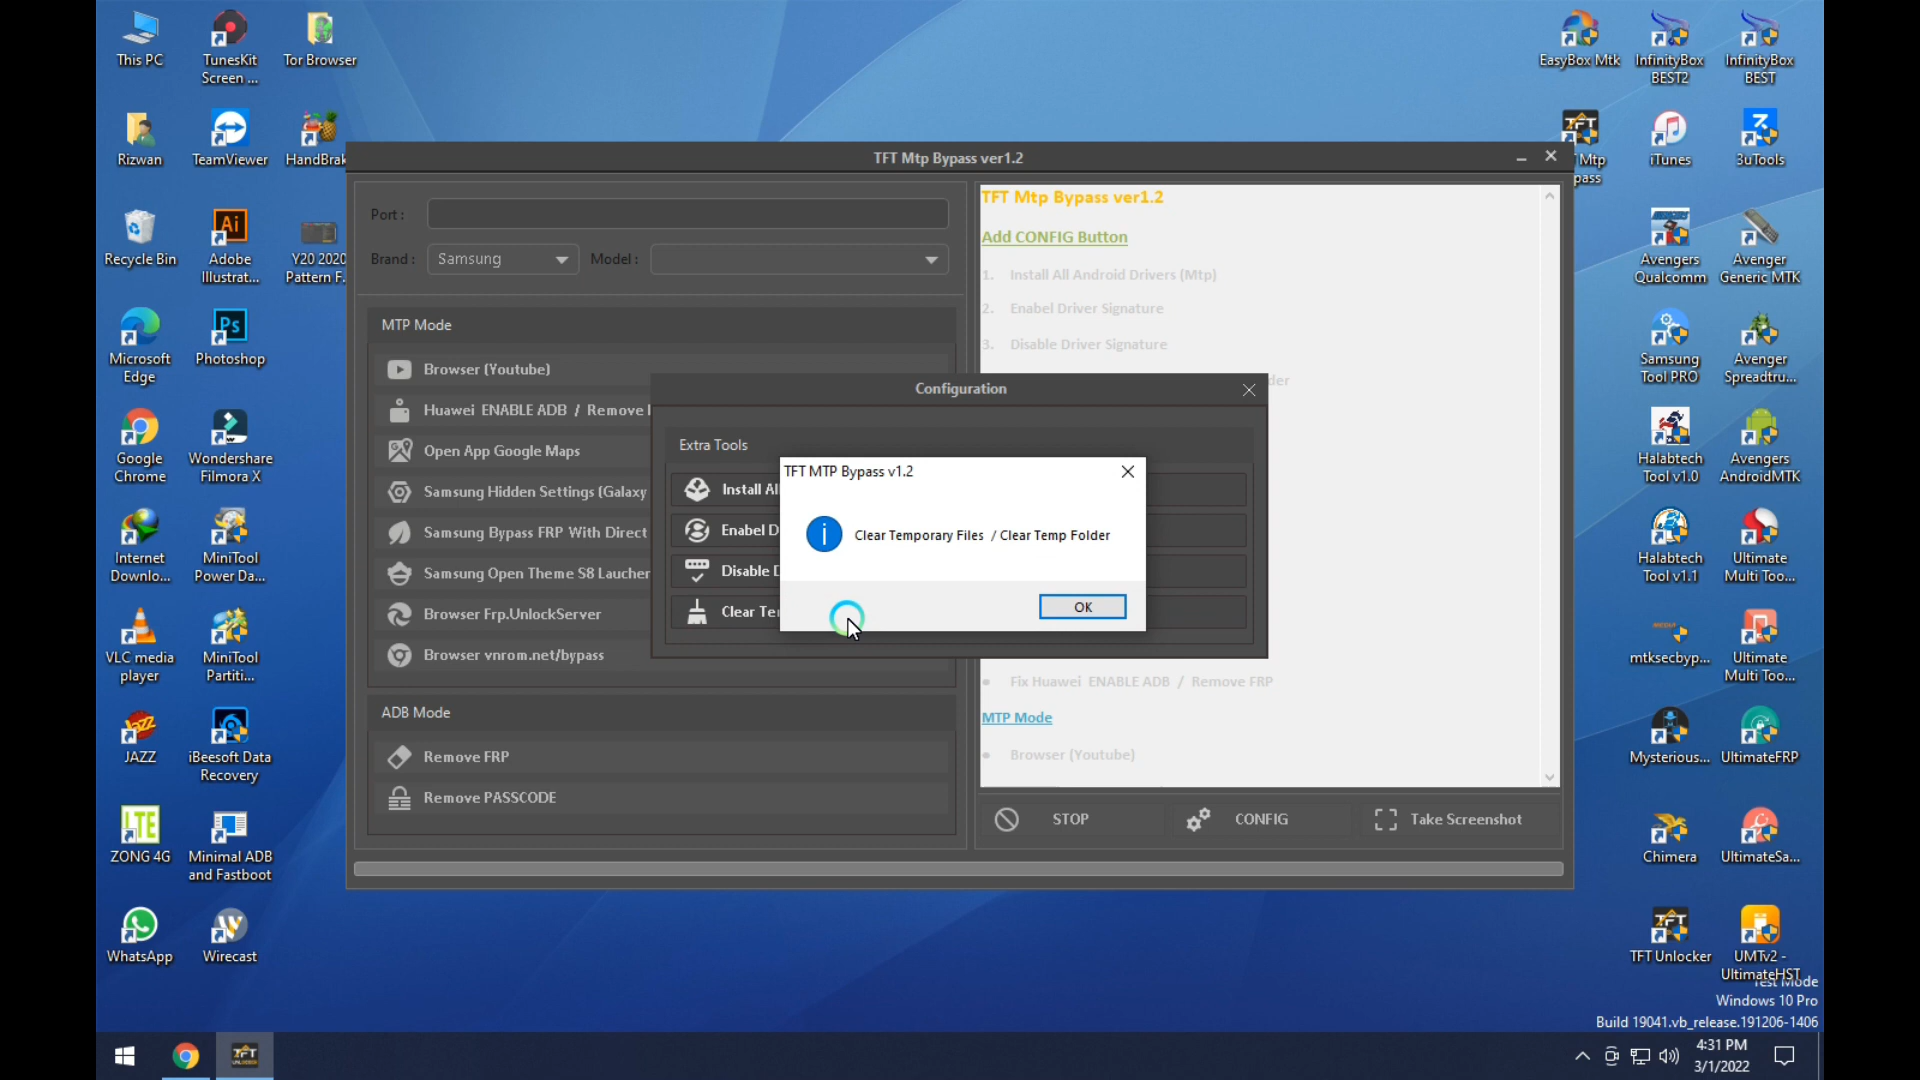 This PC
TunesKit
Screen ...
Tor Browser
EasyBox Mtk
InfinityBox
BEST2
InfinityBox
BEST
Rizwan
TeamViewer
HandBrak
Mtp
pass
iTunes
3uTools
TFT Mtp Bypass ver1.2
Port :
Brand :
Samsung
Model :
TFT Mtp Bypass ver1.2
Add CONFIG Button
1. Install All Android Drivers (Mtp)
2. Enabel Driver Signature
3. Disable Driver Signature
der
Recycle Bin
Adobe
Illustrat...
Y20 2020
Pattern F.
Avengers
Qualcomm
Avenger
Generic MTK
MTP Mode
Browser (Youtube)
Huawei ENABLE ADB / Remove
Open App Google Maps
Samsung Hidden Settings (Galaxy
Samsung Bypass FRP With Direct
Samsung Open Theme S8 Laucher
Browser Frp.UnlockServer
Browser vnrom.net/bypass
Microsoft
Edge
Photoshop
Samsung
Tool PRO
Avenger
Spreadtru...
Configuration
Extra Tools
Install All
Enabel D
Disable D
Clear Te
TFT MTP Bypass v1.2
Clear Temporary Files / Clear Temp Folder
OK
Google
Chrome
Wondershare
Filmora X
Halabtech
Tool v1.0
Avengers
AndroidMTK
Internet
Downlo...
MiniTool
Power Da...
Halabtech
Tool v1.1
Ultimate
Multi Too...
VLC media
player
MiniTool
Partiti...
mtksecbyp...
Ultimate
Multi Too...
Fix Huawei ENABLE ADB / Remove FRP
MTP Mode
Browser (Youtube)
ADB Mode
Remove FRP
Remove PASSCODE
STOP
CONFIG
Take Screenshot
JAZZ
iBeesoft Data
Recovery
Mysterious...
UltimateFRP
LTE
ZONG 4G
Minimal ADB
and Fastboot
Chimera
UltimateSa...
WhatsApp
Wirecast
TFT Unlocker
UMTv2 -
UltimateHST
Test Mode
Windows 10 Pro
Build 19041.vb_release.191206-1406
4:31 PM
3/1/2022